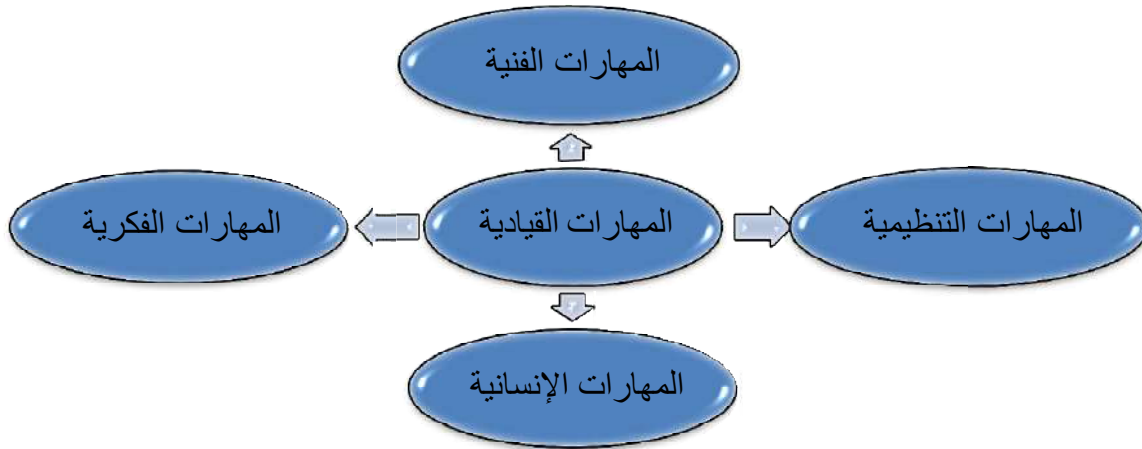 المهارات الفنية
المهارات التنظيمية
المهارات القيادية
المهارات الفكرية
المهارات الإنسانية